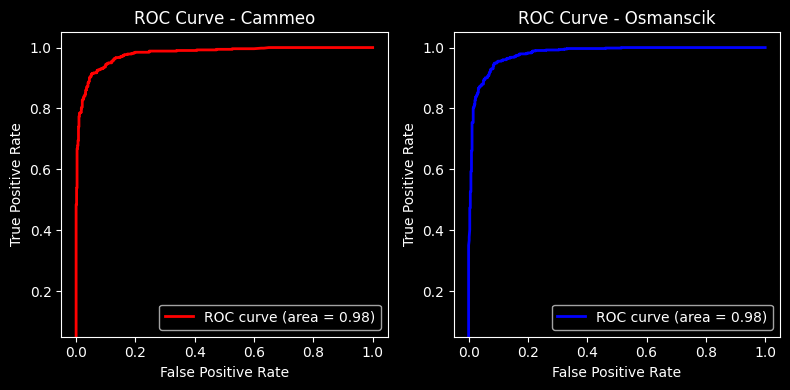 ROC Curve - Cammeo
True Positive Rate
1.0
0.8
0.6
0.4
0.2
ROC curve (area = 0.98)
0.0 0.2 0.4 0.6 0.8 1.0
False Positive Rate
ROC Curve - Osmanscik
True Positive Rate
1.0
0.8
0.6
0.4
0.2
ROC curve (area = 0.98)
0.0 0.2 0.4 0.6 0.8 1.0
False Positive Rate